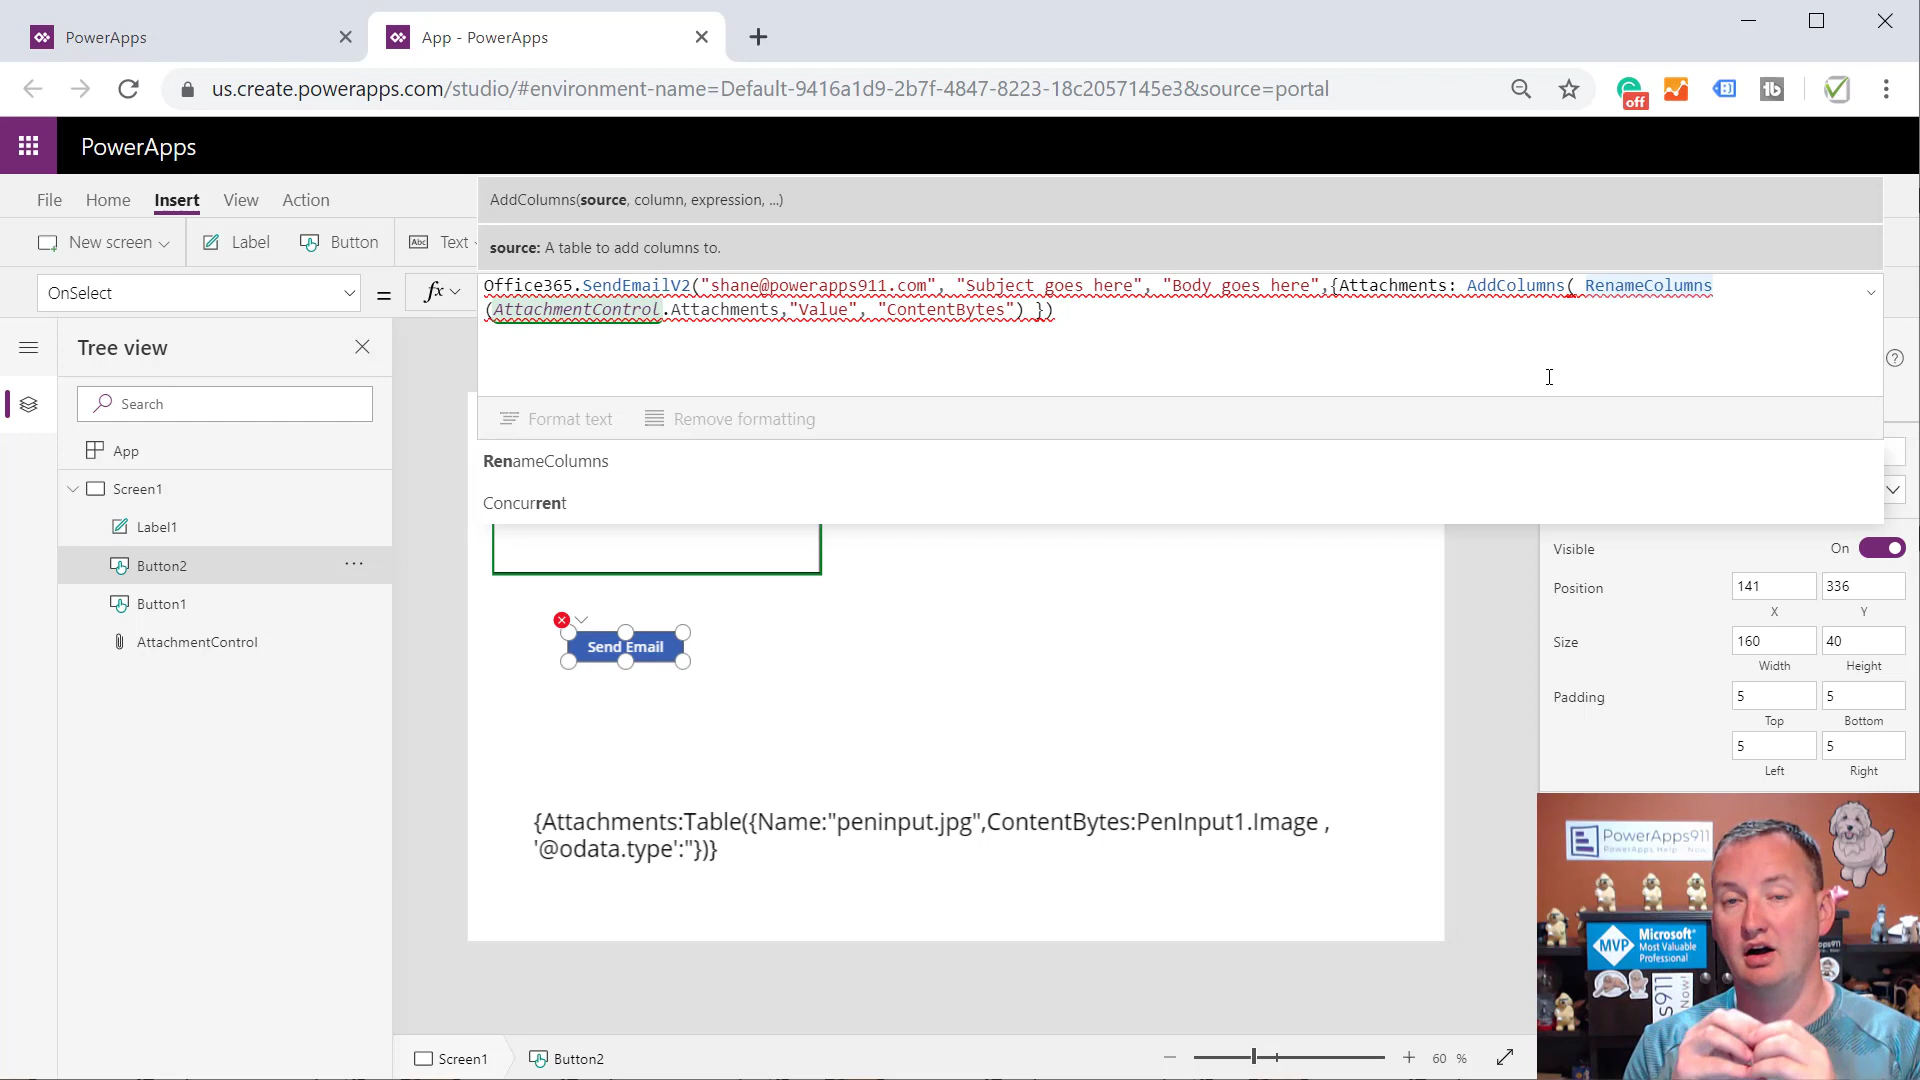 PowerApps
App - PowerApps
us.create.powerapps.com/studio/#environment-name=Default-9416a1d9-2b7f-4847-8223-18c2057145e3&source=portal
off
PowerApps
File Home Insert View Action
AddColumns(source, column, expression, ...)
New screen Label Button Abc Text
source: A table to add columns to.
OnSelect = fx
Office365.SendEmailV2("shane@powerapps911.com", "Subject goes here", "Body goes here",{Attachments: AddColumns( RenameColumns
(AttachmentControl.Attachments,"Value", "ContentBytes") })
Tree view
Search
Format text Remove formatting
App
RenameColumns
Screen1
Concurrent
Label1
Button2 ...
Visible On
Position 141 336
X Y
Button1
AttachmentControl
Send Email
Size 160 40
Width Height
Padding 5 5
Top Bottom
5 5
Left Right
{Attachments:Table({Name:"peninput.jpg",ContentBytes:PenInput1.Image ,
'@odata.type':"})}
PowerApps911
PowerApps Help Now!
MVP Microsoft
Most Valuable
Professional
Screen1 Button2
60 %